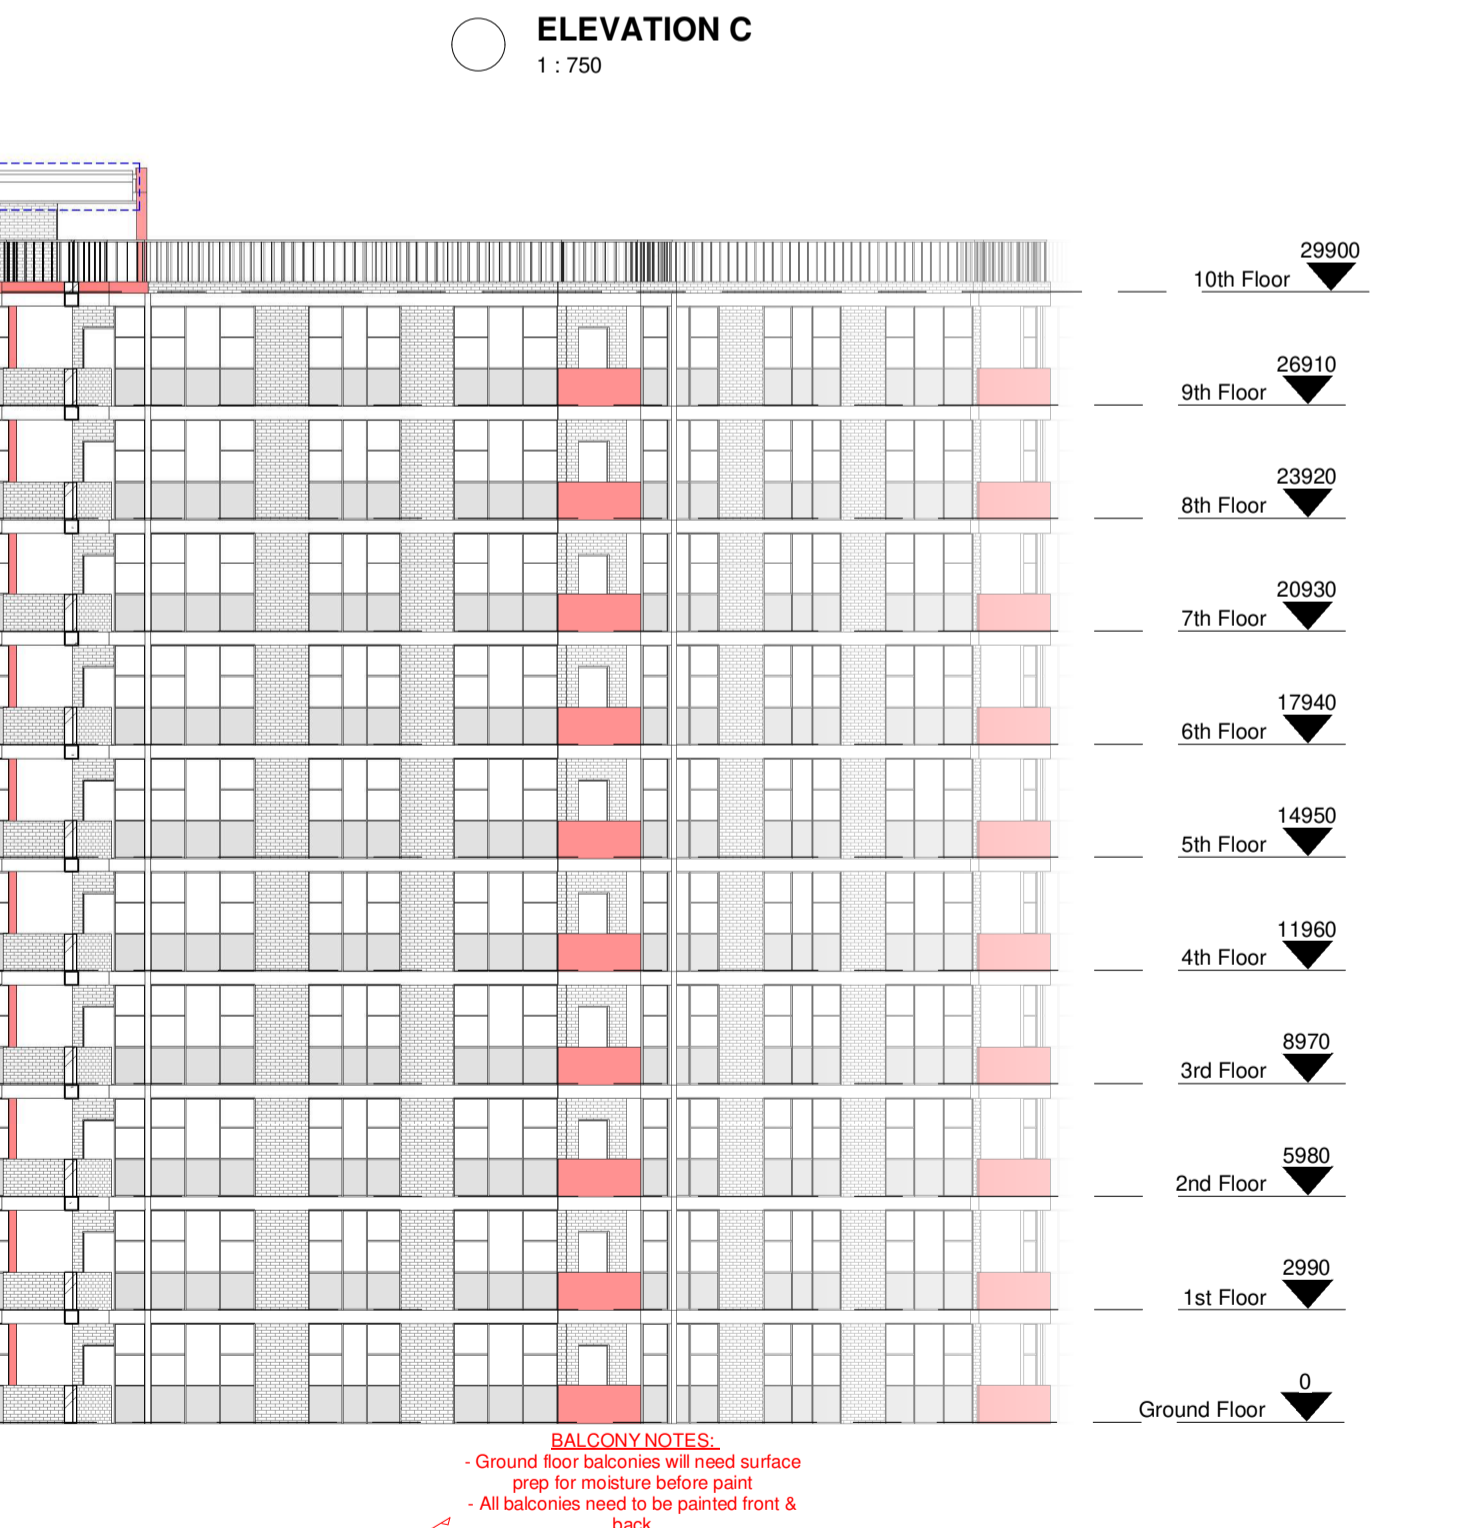 ELEVATION C
1 : 750
29900
10th Floor
26910
9th Floor
23920
8th Floor
20930
7th Floor
17940
6th Floor
14950
5th Floor
11960
4th Floor
8970
3rd Floor
5980
2nd Floor
2990
1st Floor
0
Ground Floor
BALCONY NOTES:
- Ground floor balconies will need surface
prep for moisture before paint
- All balconies need to be painted front &
back